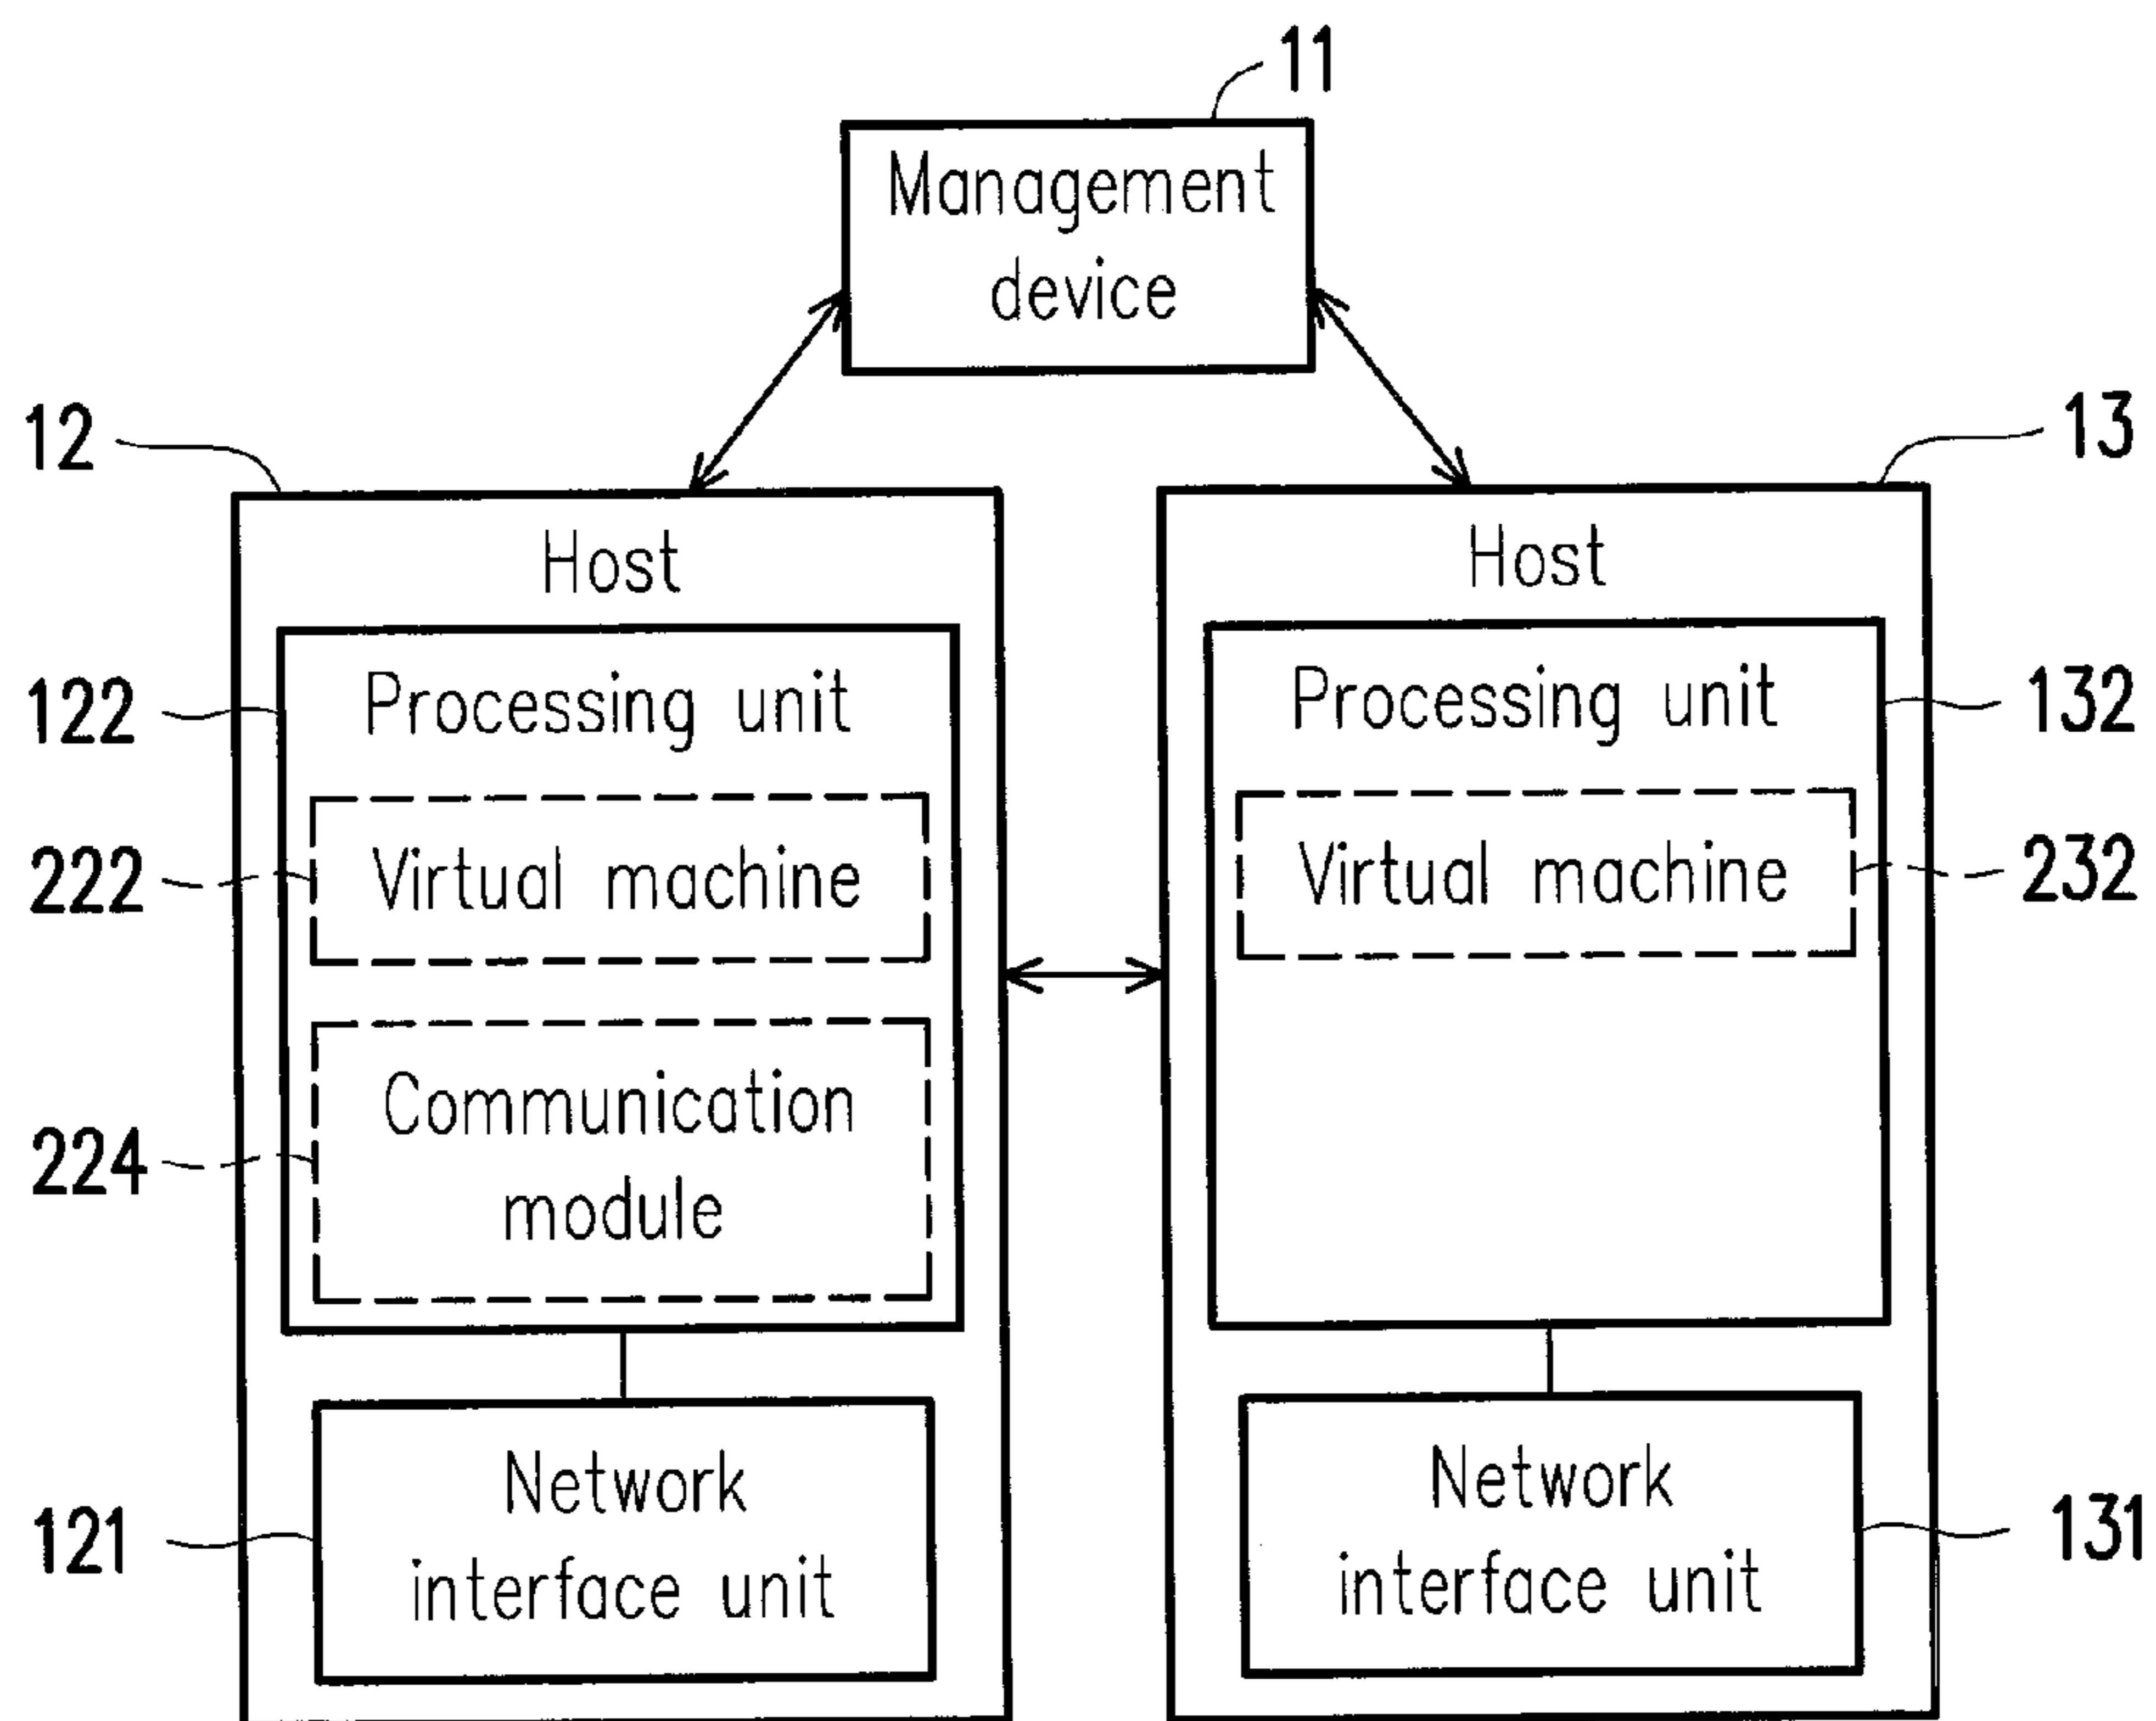 11
Management
device
12
13
Host
Host
122
Processing unit
Processing unit
132
222
Virtual machine
Virtual machine
232
224
Communication
module
121
Network
interface unit
Network
interface unit
131